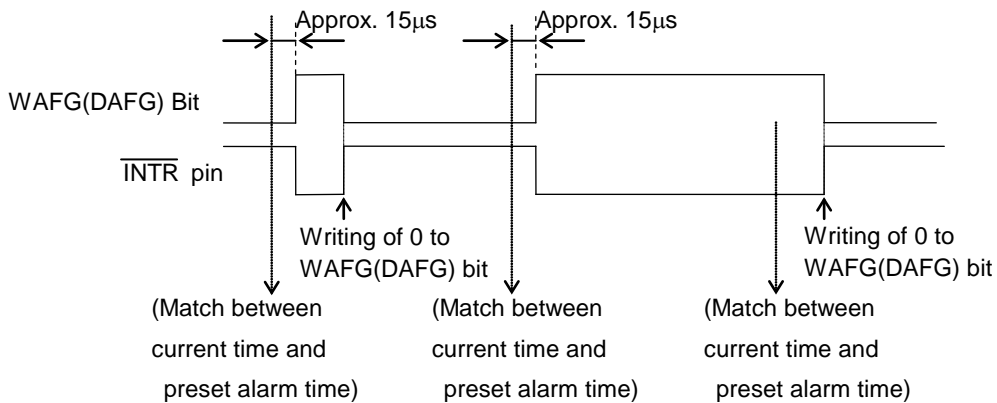 Approx. 15μs
Approx. 15μs
WAFG(DAFG) Bit
INTR pin
Writing of 0 to
WAFG(DAFG) bit
Writing of 0 to
WAFG(DAFG) bit
(Match between
current time and
preset alarm time)
(Match between
current time and
preset alarm time)
(Match between
current time and
preset alarm time)